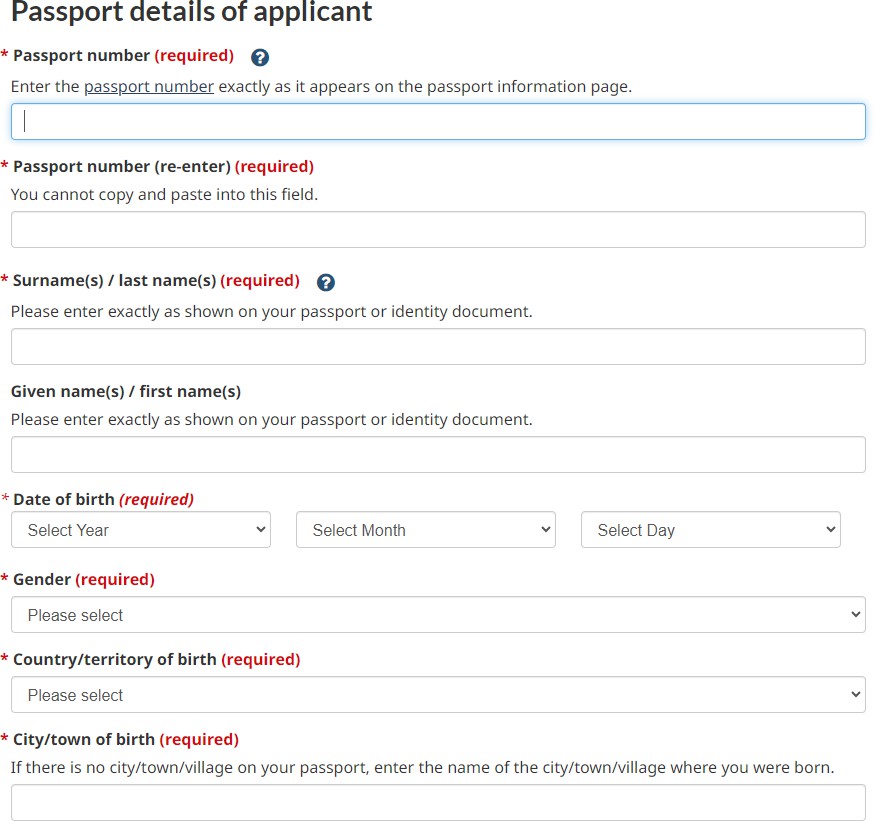 Passport details of applicant
* Passport number (required) ?
Enter the passport number exactly as it appears on the passport information page.
* Passport number (re-enter) (required)
You cannot copy and paste into this field.
* Surname(s) / last name(s) (required) ?
Please enter exactly as shown on your passport or identity document.
Given name(s) / first name(s)
Please enter exactly as shown on your passport or identity document.
* Date of birth (required)
Select Year Select Month Select Day
* Gender (required)
Please select
* Country/territory of birth (required)
Please select
* City/town of birth (required)
If there is no city/town/village on your passport, enter the name of the city/town/village where you were born.